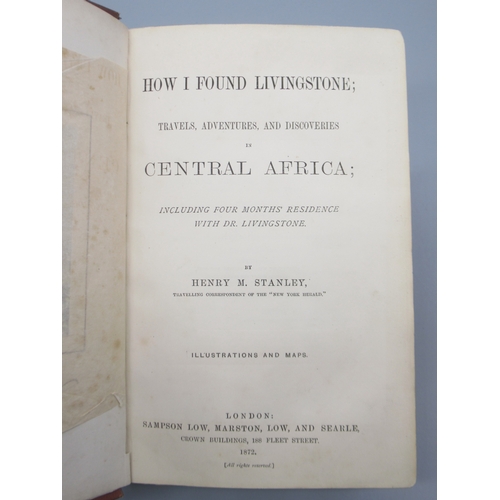 HOW I FOUND LIVINGSTONE;
TRAVELS, ADVENTURES, AND DISCOVERIES
IN
CENTRAL AFRICA;
INCLUDING FOUR MONTHS' RESIDENCE
WITH DR. LIVINGSTONE.
BY
HENRY M. STANLEY,
TRAVELLING CORRESPONDENT OF THE "NEW YORK HERALD."
ILLUSTRATIONS AND MAPS.
LONDON:
SAMPSON LOW, MARSTON, LOW, AND SEARLE,
CROWN BUILDINGS, 188 FLEET STREET.
1872.
[All rights reserved.]